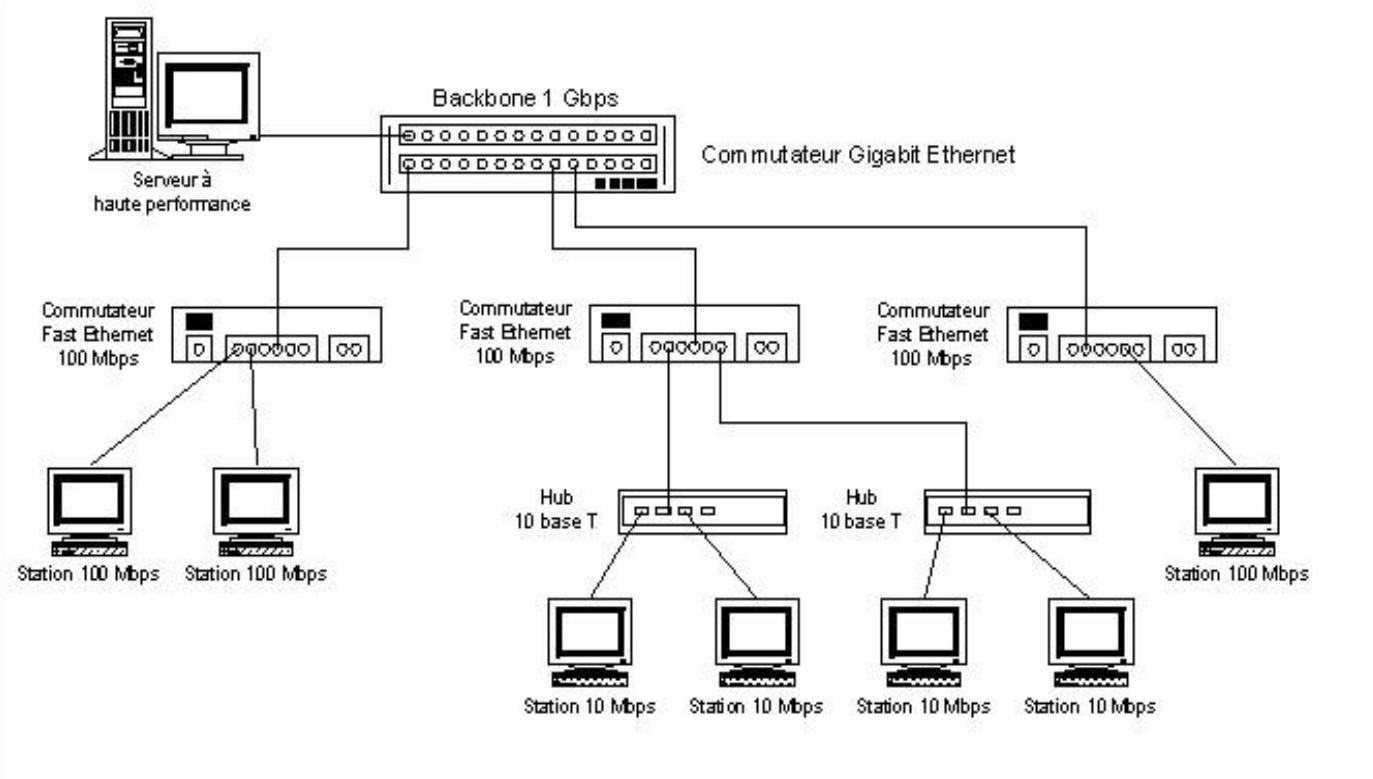 Backbone 1 Gbps
Commutateur Gigabit Ethernet
Serveur à
haute performance
Commutateur
Fast Ethernet
100 Mbps
Commutateur
Fast Ethernet
100 Mbps
Commutateur
Fast Ethernet
100 Mbps
Hub
10 base T
Hub
10 base T
Station 100 Mbps
Station 100 Mbps
Station 100 Mbps
Station 10 Mbps
Station 10 Mbps
Station 10 Mbps
Station 10 Mbps